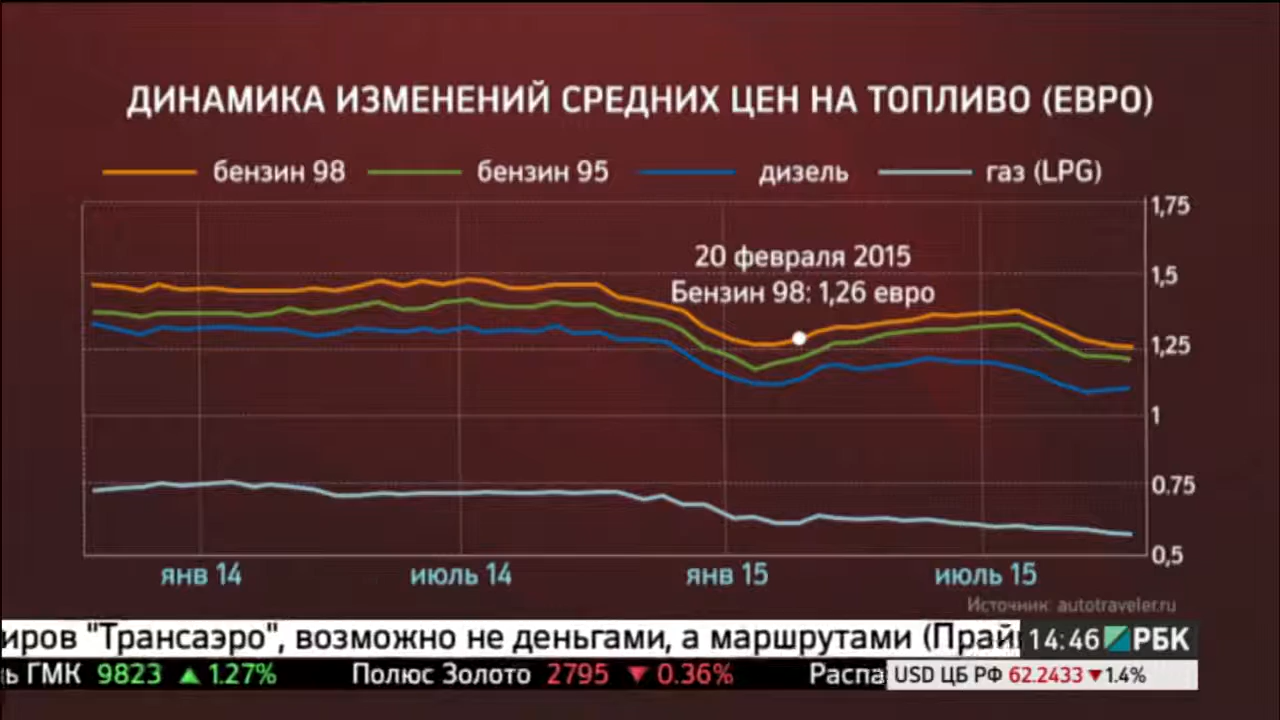 ДИНАМИКА ИЗМЕНЕНИЙ СРЕДНИХ ЦЕН НА ТОПЛИВО (ЕВРО)
бензин 98 бензин 95 дизель газ (LPG)
1,75
20 февраля 2015
1,5
Бензин 98: 1,26 евро
1,25
1
0.75
0,5
янв 14 июль 14 янв 15 июль 15
Источник: autotraveler.ru
иров "Трансаэро", возможно не деньгами, а маршрутами (Прай 14:46 РБК
ь ГМК 9823 ▲ 1.27% Полюс Золото 2795 ▼ 0.36% Распа USD ЦБ РФ 62.2433 ▼ 1.4%